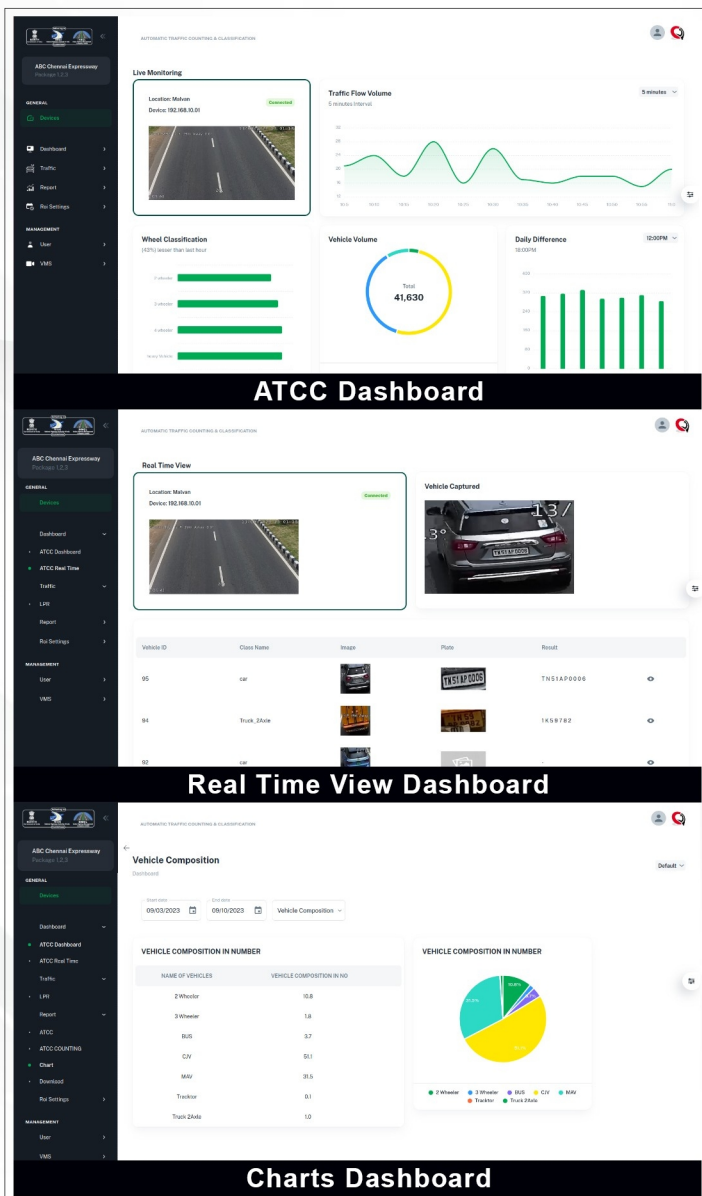 AUTOMATIC TRAFFIC COUNTING & CLASSIFICATION
ABC Chennai Expressway
Package 1,2,3
GENERAL
Devices
Dashboard
Traffic
Report
Roi Settings
MANAGEMENT
User
VMS
Live Monitoring
Location: Malvan
Device: 192.168.10.01
Connected
Traffic Flow Volume
5 minutes Interval
5 minutes
Wheel Classification
(43%) lesser than last hour
Vehicle Volume
Total
41,630
Daily Difference
12:00PM
12:00PM
ATCC Dashboard
AUTOMATIC TRAFFIC COUNTING & CLASSIFICATION
ABC Chennai Expressway
Package 1,2,3
GENERAL
Devices
Dashboard
ATCC Dashboard
ATCC Real Time
Traffic
LPR
Report
Roi Settings
MANAGEMENT
User
VMS
Real Time View
Location: Malvan
Device: 192.168.10.01
Connected
Vehicle Captured
Vehicle ID Class Name Image Plate Result
95 car TN 51 AP 0006 TN51AP0006
94 Truck_2Axle 1K58782
92 car -
Real Time View Dashboard
AUTOMATIC TRAFFIC COUNTING & CLASSIFICATION
ABC Chennai Expressway
Package 1,2,3
GENERAL
Devices
Dashboard
ATCC Dashboard
ATCC Real Time
Traffic
LPR
Report
ATCC
ATCC COUNTING
Chart
Download
Roi Settings
MANAGEMENT
User
VMS
Vehicle Composition
Dashboard
Default
Start date
09/03/2023
End date
09/10/2023
Vehicle Composition
VEHICLE COMPOSITION IN NUMBER
NAME OF VEHICLES VEHICLE COMPOSITION IN NO
2 Wheeler 10.8
3 Wheeler 1.8
BUS 3.7
CJV 51.1
MAV 31.5
Tracktor 0.1
Truck 2Axle 1.0
VEHICLE COMPOSITION IN NUMBER
2 Wheeler 3 Wheeler BUS CJV MAV
Tracktor Truck 2Axle
Charts Dashboard